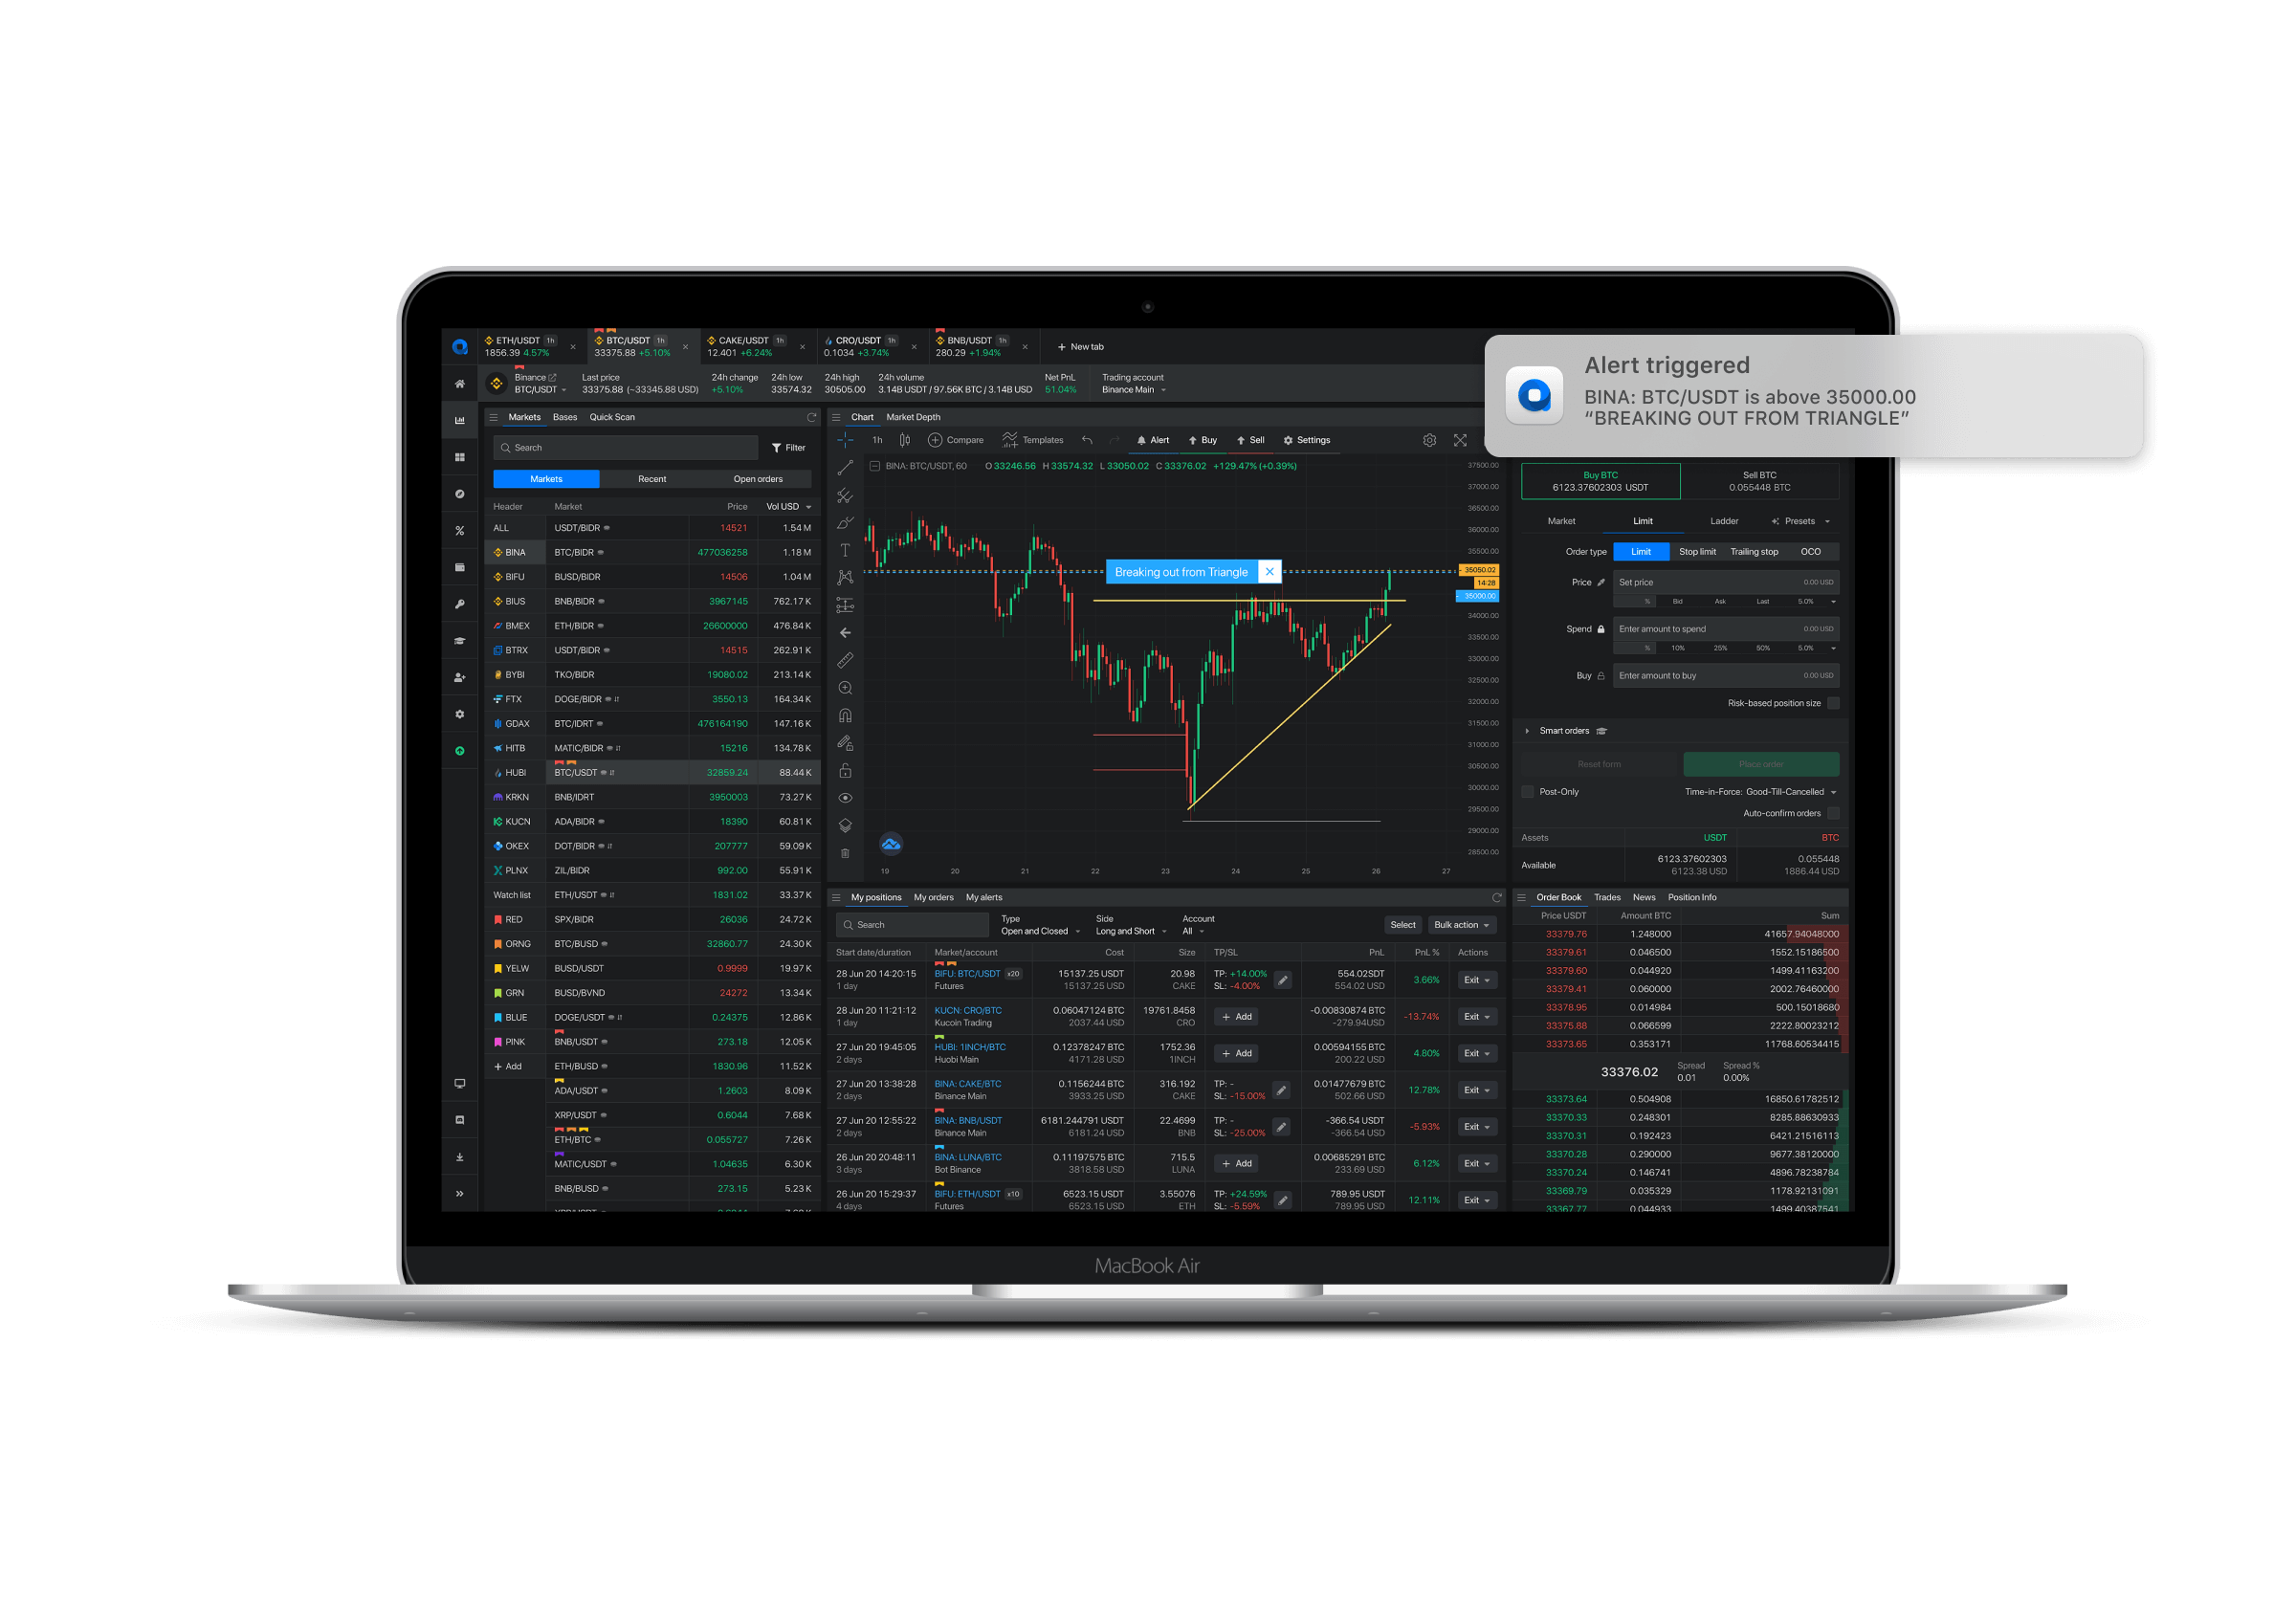 ETH/USDT 1h
1856.39 4.57%
BTC/USDT 1h
33375.88 +5.10%
CAKE/USDT 1h
12.401 +6.24%
CRO/USDT 1h
0.1034 +3.74%
BNB/USDT 1h
280.29 +1.94%
+ New tab
Alert triggered
BINA: BTC/USDT is above 35000.00
“BREAKING OUT FROM TRIANGLE”
Binance
BTC/USDT
Last price
33375.88 (~33345.88 USD)
24h change
+5.10%
24h low
33574.32
24h high
30505.00
24h volume
3.14B USDT / 97.56K BTC / 3.14B USD
Net PnL
51.04%
Trading account
Binance Main
Markets Bases Quick Scan
Search
Filter
Markets Recent Open orders
Header Market Price Vol USD
ALL USDT/BIDR 14521 1.54 M
BINA BTC/BIDR 477036258 1.18 M
BIFU BUSD/BIDR 14506 1.04 M
BIUS BNB/BIDR 3967145 762.17 K
BMEX ETH/BIDR 26600000 476.84 K
BTRX USDT/BIDR 14515 262.91 K
BYBI TKO/BIDR 19080.02 213.14 K
FTX DOGE/BIDR 3550.13 164.34 K
GDAX BTC/IDRT 476164190 147.16 K
HITB MATIC/BIDR 15216 134.78 K
HUBI BTC/USDT 32859.24 88.44 K
KRKN BNB/IDRT 3950003 73.27 K
KUCN ADA/BIDR 18390 60.81 K
OKEX DOT/BIDR 207777 59.09 K
PLNX ZIL/BIDR 992.00 55.91 K
Watch list ETH/USDT 1831.02 33.37 K
RED SPX/BIDR 26036 24.72 K
ORNG BTC/BUSD 32860.77 24.30 K
YELW BUSD/USDT 0.9999 19.97 K
GRN BUSD/BVND 24272 13.34 K
BLUE DOGE/USDT 0.24375 12.86 K
PINK BNB/USDT 273.18 12.05 K
+ Add ETH/BUSD 1830.96 11.52 K
ADA/USDT 1.2603 8.09 K
XRP/USDT 0.6044 7.68 K
ETH/BTC 0.055727 7.26 K
MATIC/USDT 1.04635 6.30 K
BNB/BUSD 273.15 5.23 K
Chart Market Depth
1h Compare Templates Alert Buy Sell Settings
BINA: BTC/USDT, 60 O 33246.56 H 33574.32 L 33050.02 C 33376.02 +129.47% (+0.39%)
Breaking out from Triangle
37500.00
37000.00
36500.00
36000.00
35500.00
35050.02
14:28
35000.00
34000.00
33500.00
33000.00
32500.00
32000.00
31500.00
31000.00
30500.00
30000.00
29500.00
29000.00
28500.00
19 20 21 22 23 24 25 26 27
My positions My orders My alerts
Search
Type
Open and Closed
Side
Long and Short
Account
All
Select
Bulk action
Start date/duration Market/account Cost Size TP/SL PnL PnL % Actions
28 Jun 20 14:20:15 BIFU: BTC/USDT x20 15137.25 USDT 20.98 TP: +14.00% 554.02SDT 3.66% Exit
1 day Futures 15137.25 USD CAKE SL: -4.00% 554.02 USD
28 Jun 20 11:21:12 KUCN: CRO/BTC 0.06047124 BTC 19761.8458 + Add -0.00830874 BTC -13.74% Exit
1 day Kucoin Trading 2037.44 USD CRO -279.94USD
27 Jun 20 19:45:05 HUBI: 1INCH/BTC 0.12378247 BTC 1752.36 + Add 0.00594155 BTC 4.80% Exit
2 days Huobi Main 4171.28 USD 1INCH 200.22 USD
27 Jun 20 13:38:28 BINA: CAKE/BTC 0.1156244 BTC 316.192 TP: - 0.01477679 BTC 12.78% Exit
2 days Binance Main 3933.25 USD CAKE SL: -15.00% 502.66 USD
27 Jun 20 12:55:22 BINA: BNB/USDT 6181.244791 USDT 22.4699 TP: - -366.54 USDT -5.93% Exit
2 days Binance Main 6181.24 USD BNB SL: -25.00% -366.54 USD
26 Jun 20 20:48:11 BINA: LUNA/BTC 0.11197575 BTC 715.5 + Add 0.00685291 BTC 6.12% Exit
3 days Bot Binance 3818.58 USD LUNA 233.69 USD
26 Jun 20 15:29:37 BIFU: ETH/USDT x10 6523.15 USDT 3.55076 TP: +24.59% 789.95 USDT 12.11% Exit
4 days Futures 6523.15 USD ETH SL: -5.59% 789.95 USD
Buy BTC
6123.37602303 USDT
Sell BTC
0.055448 BTC
Market Limit Ladder Presets
Order type Limit Stop limit Trailing stop OCO
Price Set price 0.00 USD
% Bid Ask Last 5.0%
Spend Enter amount to spend 0.00 USD
% 10% 25% 50% 5.0%
Buy Enter amount to buy 0.00 USD
Risk-based position size
Smart orders
Reset form Place order
Post-Only Time-in-Force: Good-Till-Cancelled
Auto-confirm orders
Assets USDT BTC
Available 6123.37602303 0.055448
6123.38 USD 1886.44 USD
Order Book Trades News Position Info
Price USDT Amount BTC Sum
33379.76 1.248000 41657.94048000
33379.61 0.046500 1552.15186500
33379.60 0.044920 1499.41163200
33379.41 0.060000 2002.76460000
33378.95 0.014984 500.15018680
33375.88 0.066599 2222.80023212
33373.65 0.353171 11768.60534415
33376.02
Spread
0.01
Spread %
0.00%
33373.64 0.504908 16850.61782512
33370.33 0.248301 8285.88630933
33370.31 0.192423 6421.21516113
33370.28 0.290000 9677.38120000
33370.24 0.146741 4896.78238784
33369.79 0.035329 1178.92131091
33367.77 0.044933 1499.40387541
MacBook Air